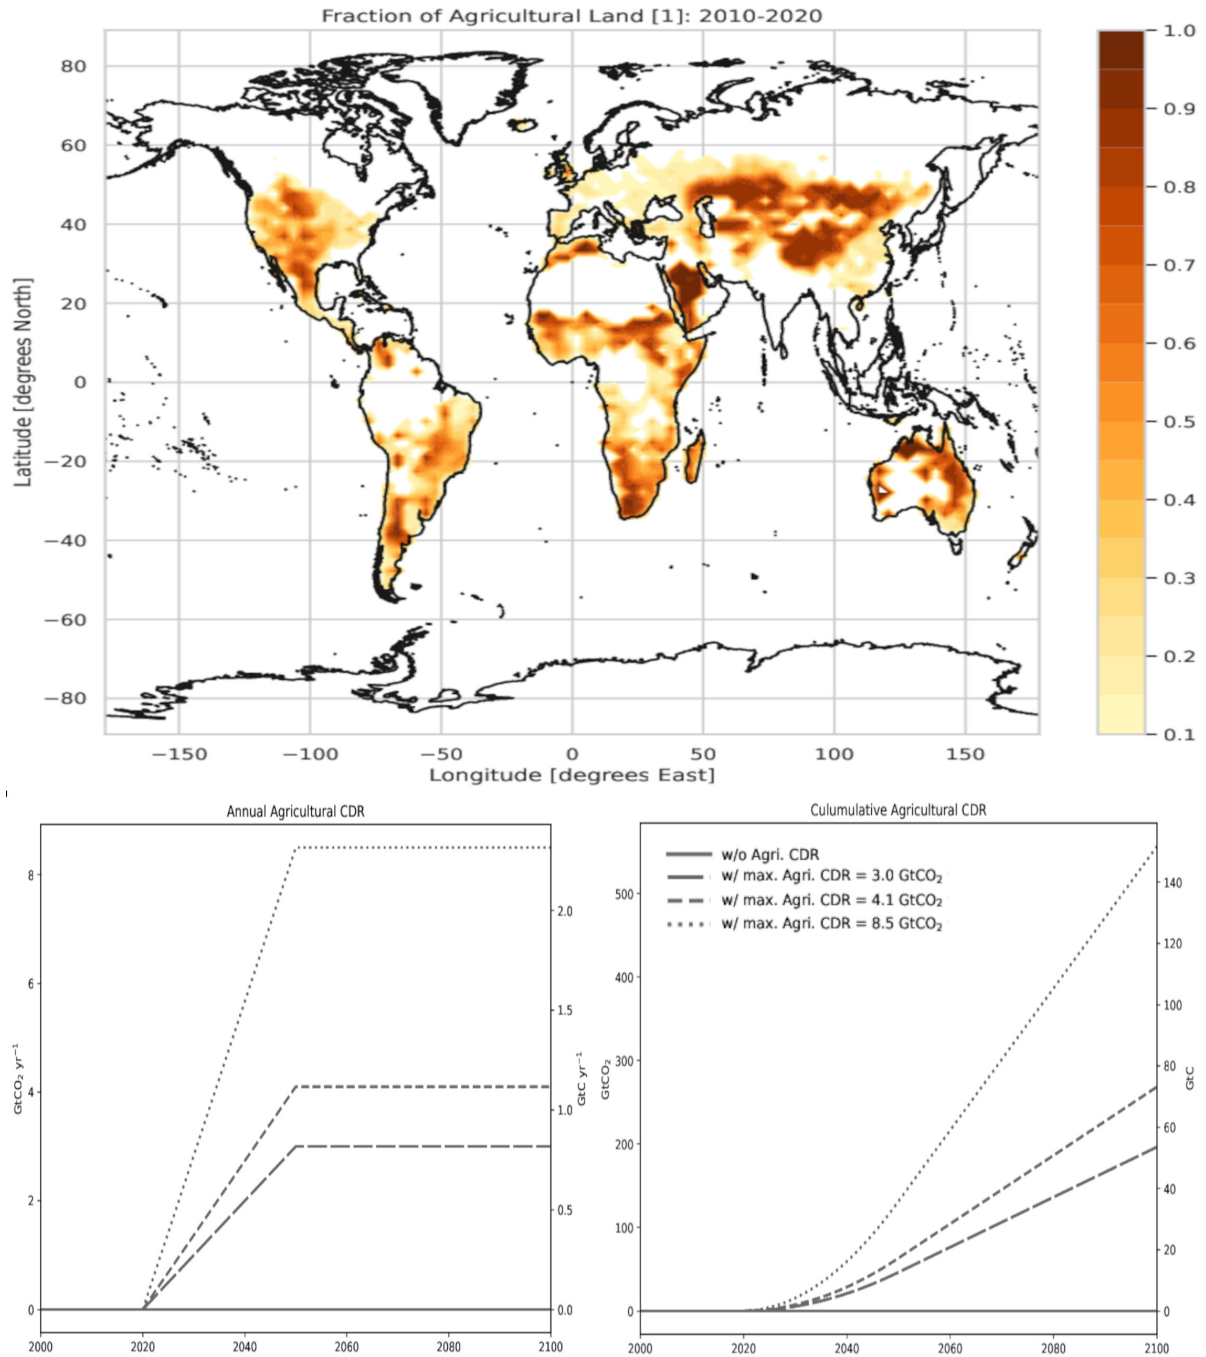 Fraction of Agricultural Land [1]: 2010-2020
80
60
40
20
0
−20
−40
−60
−80
Latitude [degrees North]
−150 −100 −50 0 50 100 150
Longitude [degrees East]
1.0
0.9
0.8
0.7
0.6
0.5
0.4
0.3
0.2
0.1
Annual Agricultural CDR
8
6
4
2
0
GtCO₂ yr⁻¹
2.0
1.5
1.0
0.5
0.0
GtC yr⁻¹
2000 2020 2040 2060 2080 2100
Culumulative Agricultural CDR
w/o Agri. CDR
w/ max. Agri. CDR = 3.0 GtCO₂
w/ max. Agri. CDR = 4.1 GtCO₂
w/ max. Agri. CDR = 8.5 GtCO₂
500
400
300
200
100
0
GtCO₂
140
120
100
80
60
40
20
0
GtC
2000 2020 2040 2060 2080 2100